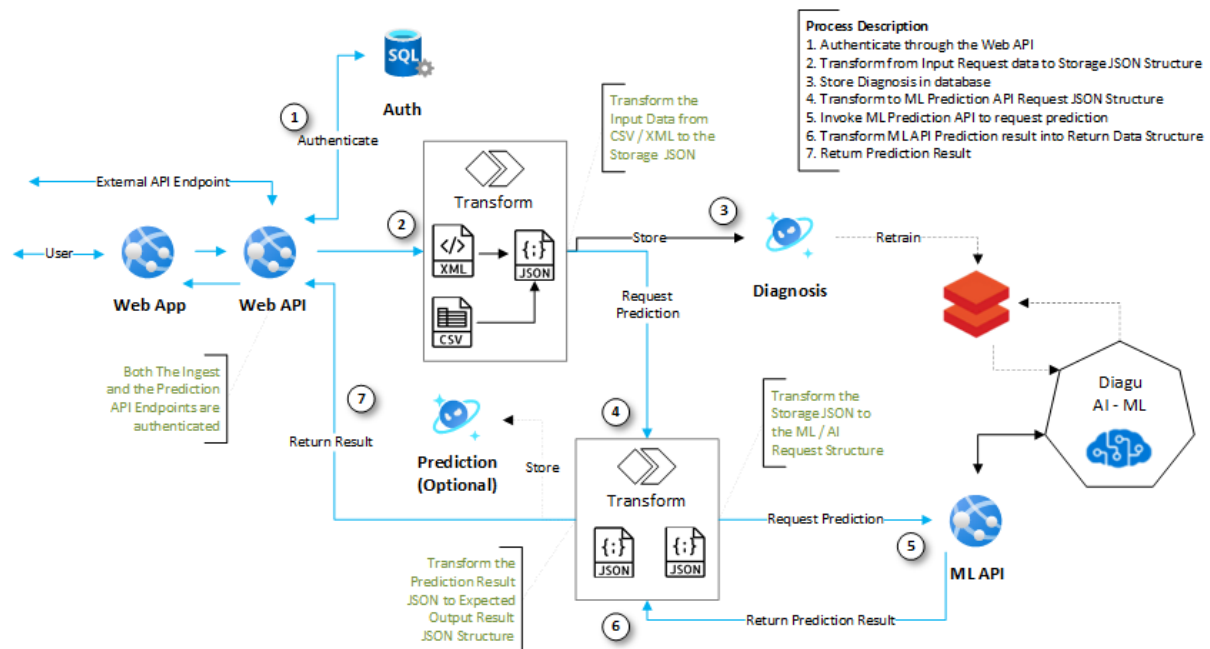 Process Description
1. Authenticate through the Web API
2. Transform from Input Request data to Storage JSON Structure
3. Store Diagnosis in database
4. Transform to ML Prediction API Request JSON Structure
5. Invoke ML Prediction API to request prediction
6. Transform ML API Prediction result into Return Data Structure
7. Return Prediction Result
SQL
Auth
1
Authenticate
Transform the
Input Data from
CSV / XML to the
Storage JSON
External API Endpoint
User
Web App
Web API
2
Transform
</>
XML
{;}
JSON
CSV
3
Store
Diagnosis
Retrain
Request
Prediction
Both The Ingest
and the Prediction
API Endpoints are
authenticated
7
Return Result
Prediction
(Optional)
Store
4
Transform the
Storage JSON to
the ML / AI
Request Structure
Diagu
AI - ML
Transform
{;}
JSON
{;}
JSON
Request Prediction
5
ML API
Transform the
Prediction Result
JSON to Expected
Output Result
JSON Structure
6
Return Prediction Result